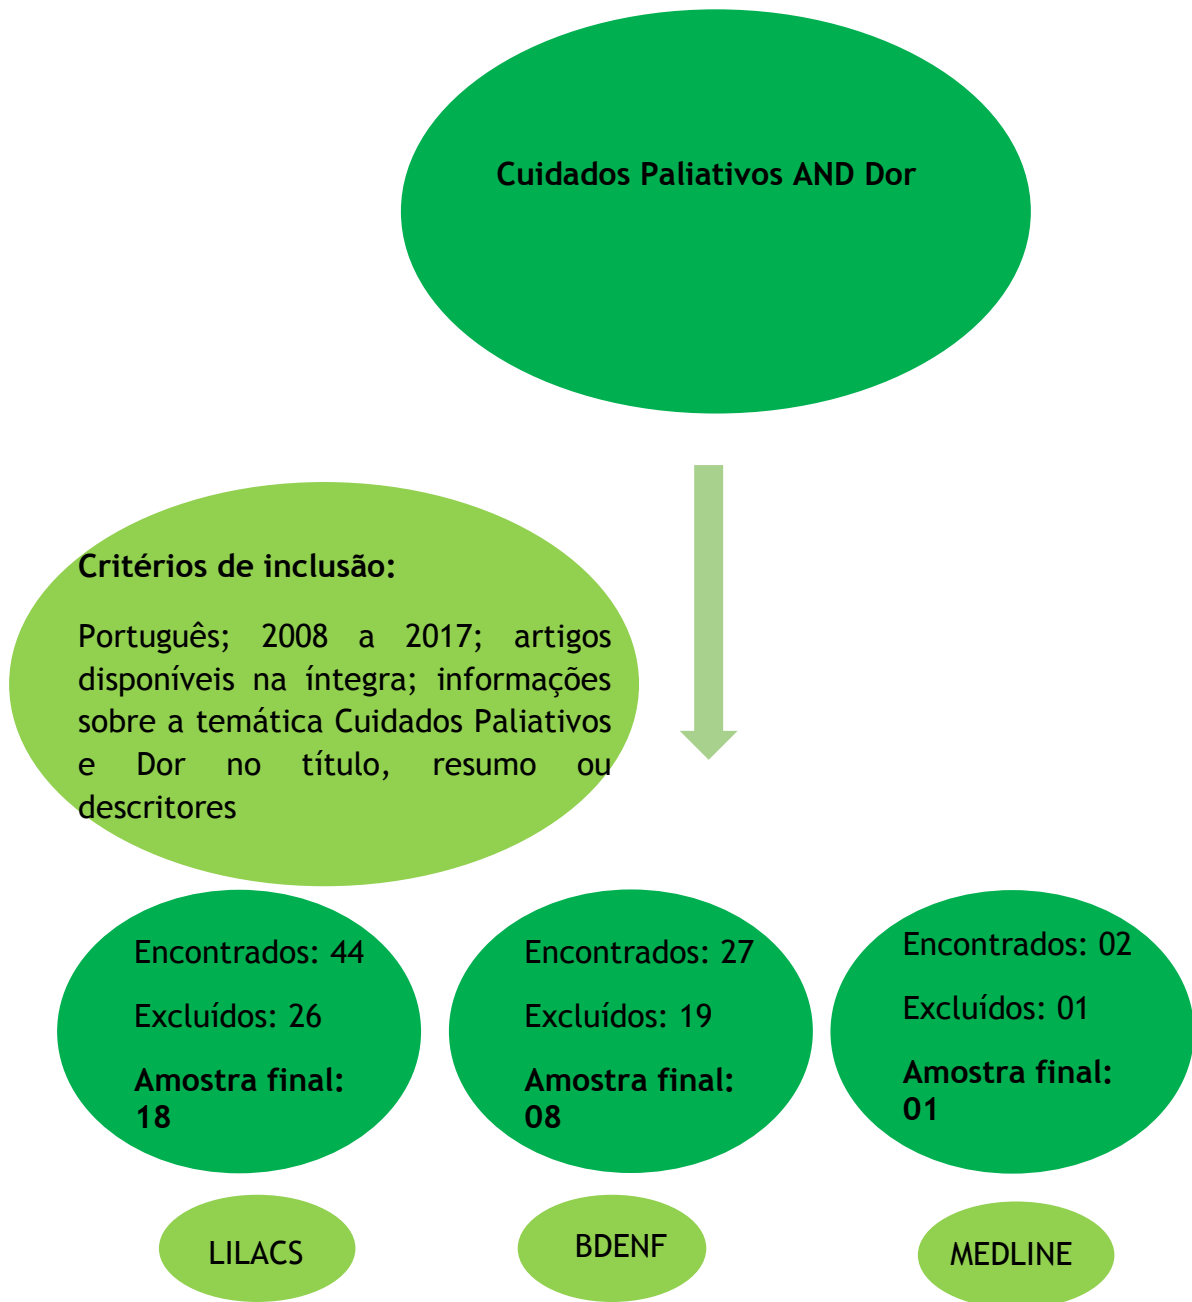 Cuidados Paliativos AND Dor
Critérios de inclusão:
Português; 2008 a 2017; artigos
disponíveis na íntegra; informações
sobre a temática Cuidados Paliativos
e Dor no título, resumo ou
descritores
Encontrados: 44
Excluídos: 26
Amostra final:
18
Encontrados: 27
Excluídos: 19
Amostra final:
08
Encontrados: 02
Excluídos: 01
Amostra final:
01
LILACS
BDENF
MEDLINE